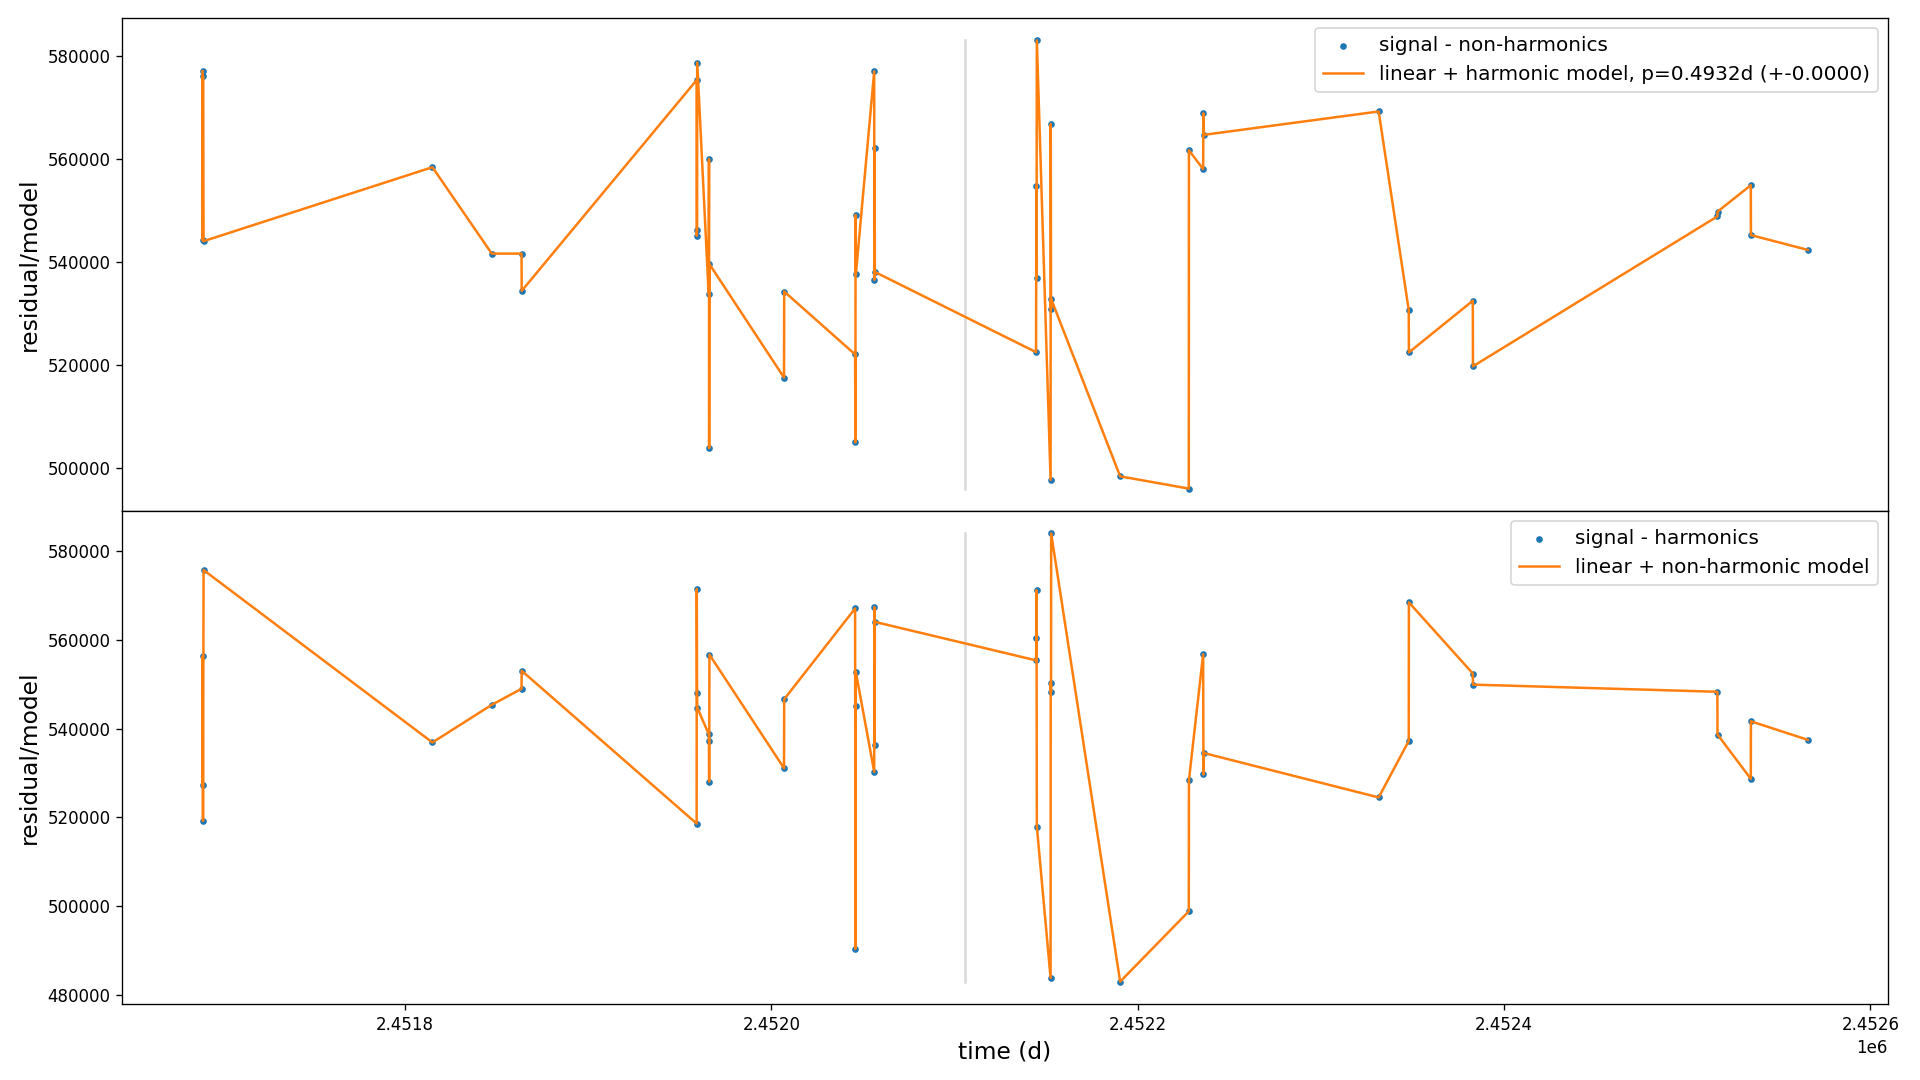 580000
560000
540000
520000
500000
residual/model
signal - non-harmonics
linear + harmonic model, p=0.4932d (+-0.0000)
580000
560000
540000
520000
500000
480000
residual/model
signal - harmonics
linear + non-harmonic model
2.4518
2.4520
2.4522
2.4524
2.4526
1e6
time (d)